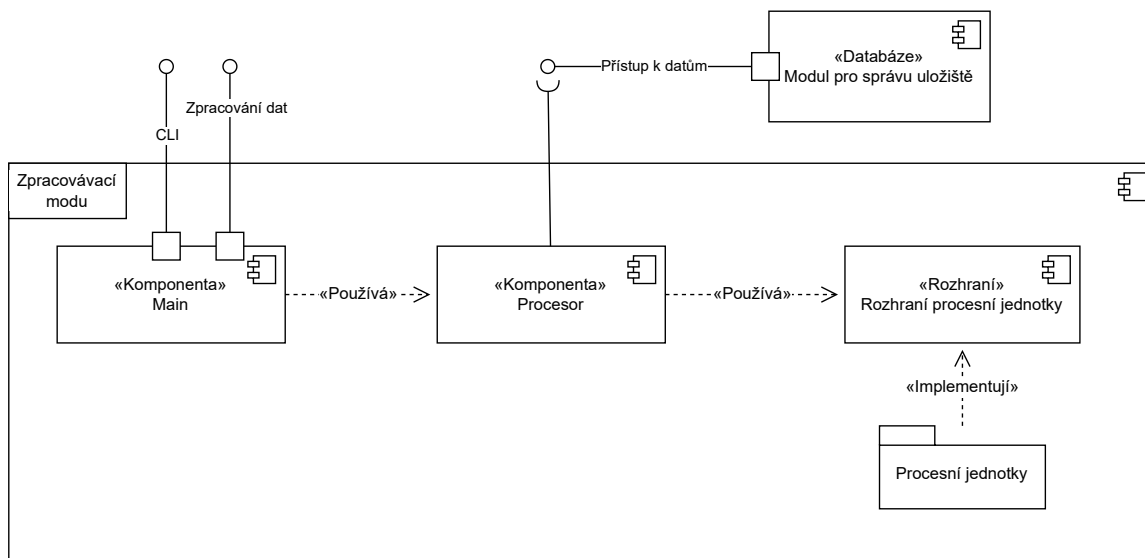 «Databáze»
Modul pro správu uložiště
Přístup k datům
Zpracování dat
CLI
Zpracovávací
modu
«Komponenta»
Main
«Používá»
«Komponenta»
Procesor
«Používá»
«Rozhraní»
Rozhraní procesní jednotky
«Implementují»
Procesní jednotky